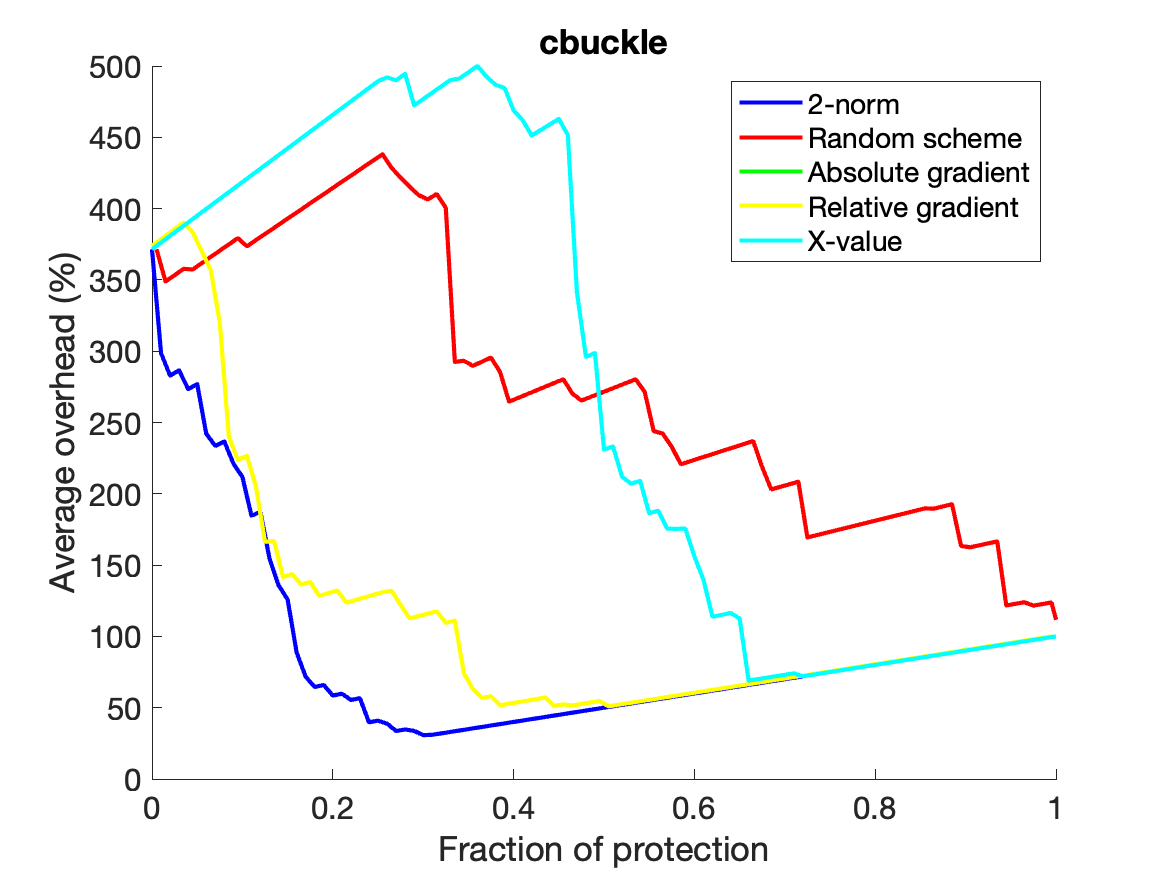 cbuckle
500
450
400
350
300
250
200
150
100
50
0
Average overhead (%)
2-norm
Random scheme
Absolute gradient
Relative gradient
X-value
0 0.2 0.4 0.6 0.8 1
Fraction of protection